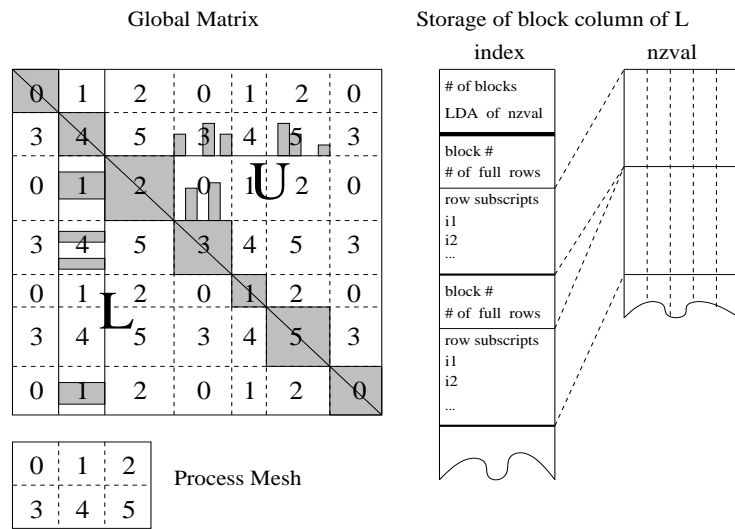 Global Matrix
Storage of block column of L
index
nzval
0 1 2 0 1 2 0
3 4 5 3 4 5 3
0 1 2 0 1 2 0
U
3 4 5 3 4 5 3
0 1 2 0 1 2 0
L
3 4 5 3 4 5 3
0 1 2 0 1 2 0
# of blocks
LDA of nzval
block #
# of full rows
row subscripts
i1
i2
...
block #
# of full rows
row subscripts
i1
i2
...
0 1 2
3 4 5
Process Mesh